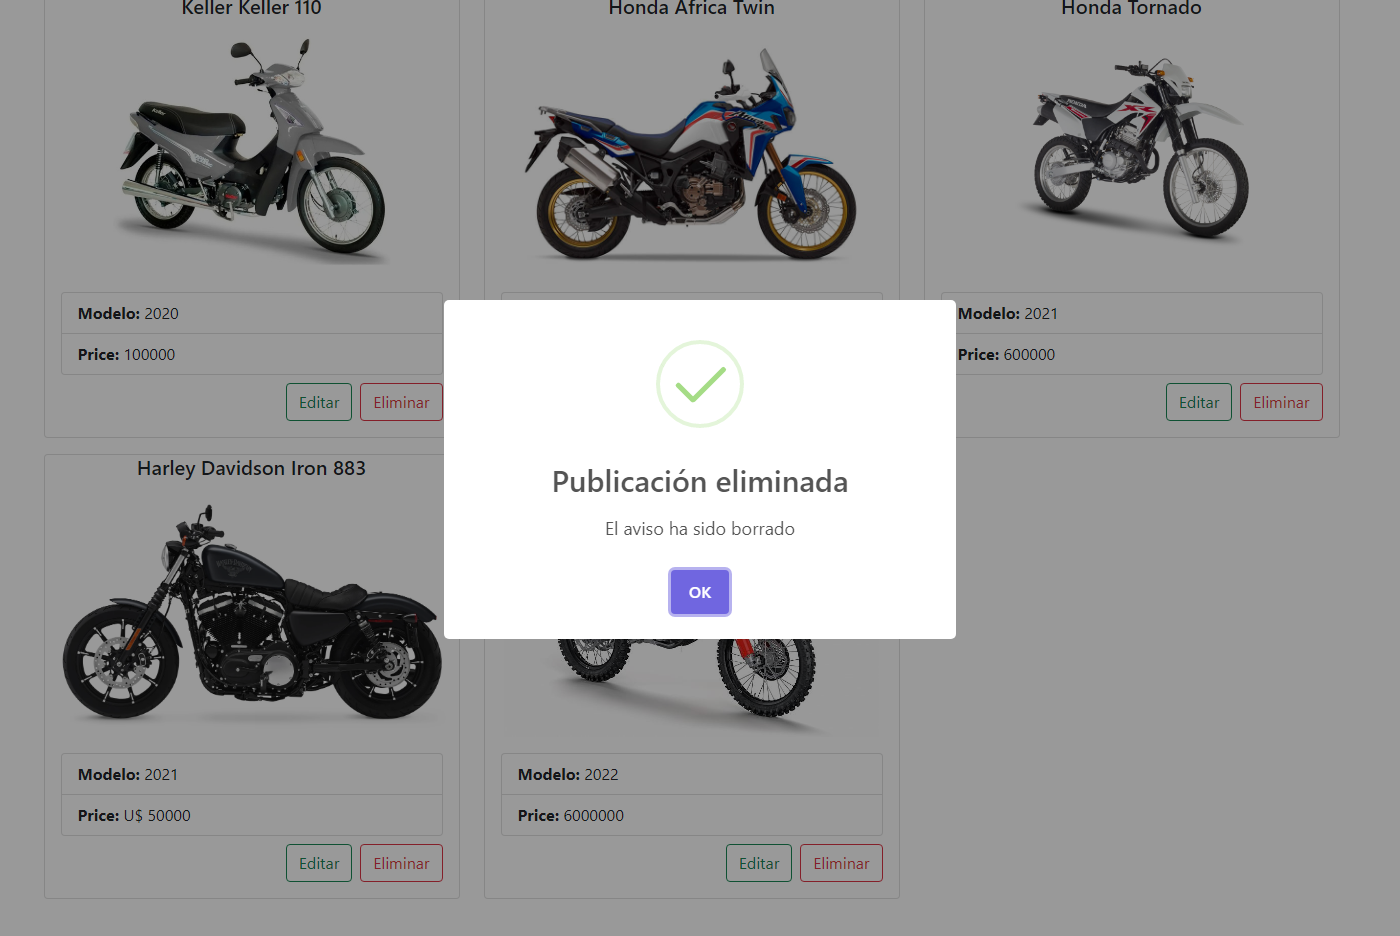 Keller Keller 110
Honda Africa Twin
Honda Tornado
Keller
HONDA
Modelo: 2020
Price: 100000
Editar
Eliminar
Modelo: 2021
Price: 600000
Editar
Eliminar
Publicación eliminada
El aviso ha sido borrado
OK
Harley Davidson Iron 883
Modelo: 2021
Price: U$ 50000
Editar
Eliminar
Modelo: 2022
Price: 6000000
Editar
Eliminar